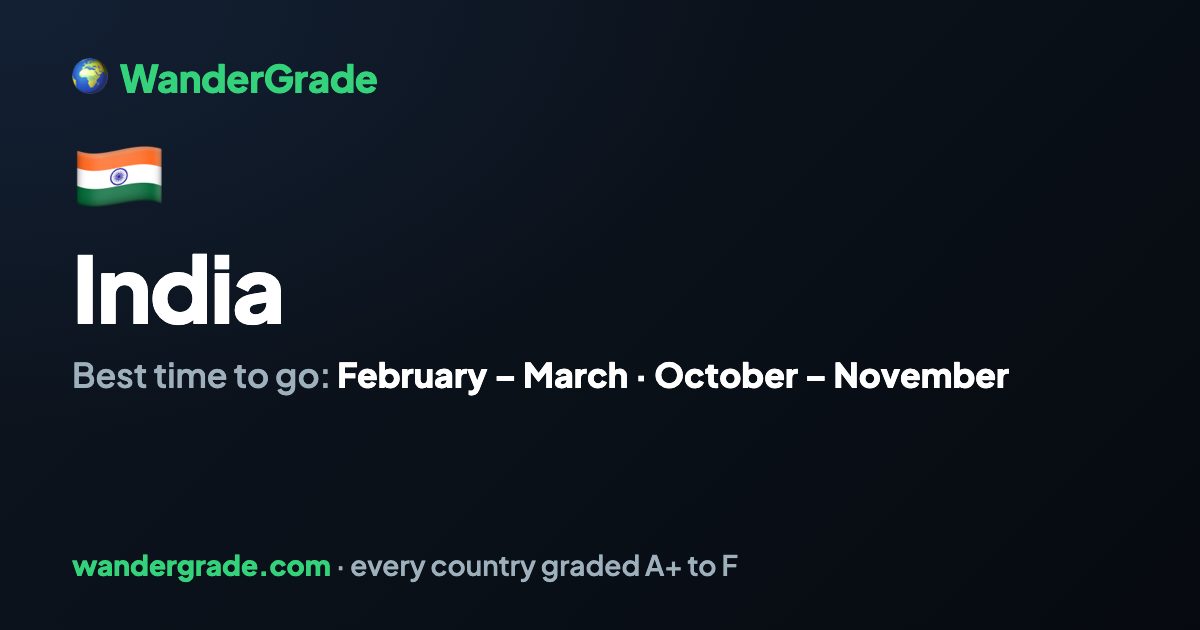 WanderGrade
India
Best time to go: February – March · October – November
wandergrade.com · every country graded A+ to F